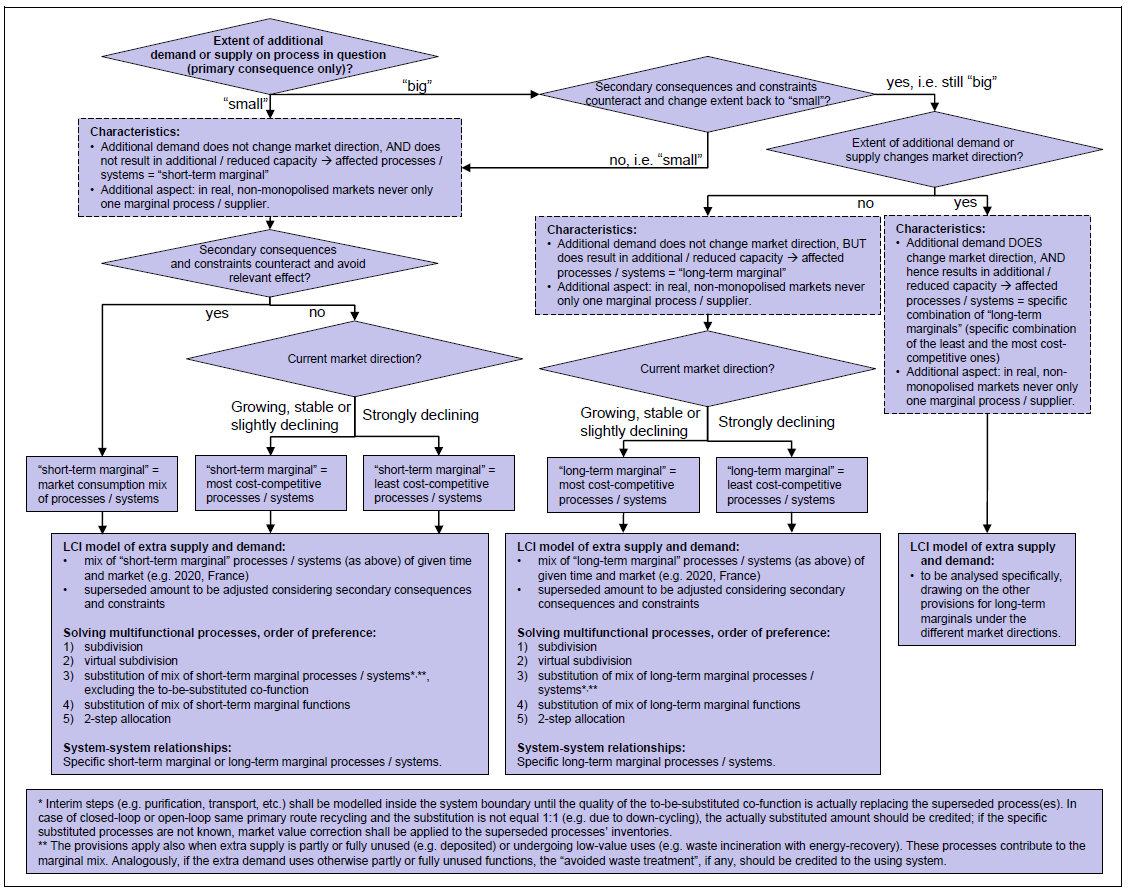 Extent of additional
demand or supply on process in question
(primary consequence only)?
“big”
“small”
Secondary consequences and constraints
counteract and change extent back to “small”?
yes, i.e. still “big”
no, i.e. “small”
Extent of additional demand or
supply changes market direction?
no
yes
Characteristics:
• Additional demand does not change market direction, AND does
not result in additional / reduced capacity → affected processes /
systems = “short-term marginal”
• Additional aspect: in real, non-monopolised markets never only
one marginal process / supplier.
Secondary consequences
and constraints counteract and avoid
relevant effect?
yes
no
Current market direction?
Growing, stable or
slightly declining
Strongly declining
Characteristics:
• Additional demand does not change market direction, BUT
does result in additional / reduced capacity → affected
processes / systems = “long-term marginal”
• Additional aspect: in real, non-monopolised markets never
only one marginal process / supplier.
Current market direction?
Growing, stable or
slightly declining
Strongly declining
Characteristics:
• Additional demand DOES
change market direction, AND
hence results in additional /
reduced capacity → affected
processes / systems = specific
combination of “long-term
marginals” (specific combination
of the least and the most cost-
competitive ones)
• Additional aspect: in real, non-
monopolised markets never only
one marginal process / supplier.
“short-term marginal” =
market consumption mix
of processes / systems
“short-term marginal” =
most cost-competitive
processes / systems
“short-term marginal” =
least cost-competitive
processes / systems
“long-term marginal” =
most cost-competitive
processes / systems
“long-term marginal” =
least cost-competitive
processes / systems
LCI model of extra supply and demand:
• mix of “short-term marginal” processes / systems (as above) of given time
and market (e.g. 2020, France)
• superseded amount to be adjusted considering secondary consequences
and constraints
Solving multifunctional processes, order of preference:
1) subdivision
2) virtual subdivision
3) substitution of mix of short-term marginal processes / systems*,**,
excluding the to-be-substituted co-function
4) substitution of mix of short-term marginal functions
5) 2-step allocation
System-system relationships:
Specific short-term marginal or long-term marginal processes / systems.
LCI model of extra supply and demand:
• mix of “long-term marginal” processes / systems (as above) of
given time and market (e.g. 2020, France)
• superseded amount to be adjusted considering secondary
consequences and constraints
Solving multifunctional processes, order of preference:
1) subdivision
2) virtual subdivision
3) substitution of mix of long-term marginal processes /
systems*,**
4) substitution of mix of long-term marginal functions
5) 2-step allocation
System-system relationships:
Specific long-term marginal processes / systems.
LCI model of extra supply
and demand:
• to be analysed specifically,
drawing on the other
provisions for long-term
marginals under the
different market directions.
* Interim steps (e.g. purification, transport, etc.) shall be modelled inside the system boundary until the quality of the to-be-substituted co-function is actually replacing the superseded process(es). In
case of closed-loop or open-loop same primary route recycling and the substitution is not equal 1:1 (e.g. due to down-cycling), the actually substituted amount should be credited; if the specific
substituted processes are not known, market value correction shall be applied to the superseded processes’ inventories.
** The provisions apply also when extra supply is partly or fully unused (e.g. deposited) or undergoing low-value uses (e.g. waste incineration with energy-recovery). These processes contribute to the
marginal mix. Analogously, if the extra demand uses otherwise partly or fully unused functions, the “avoided waste treatment”, if any, should be credited to the using system.